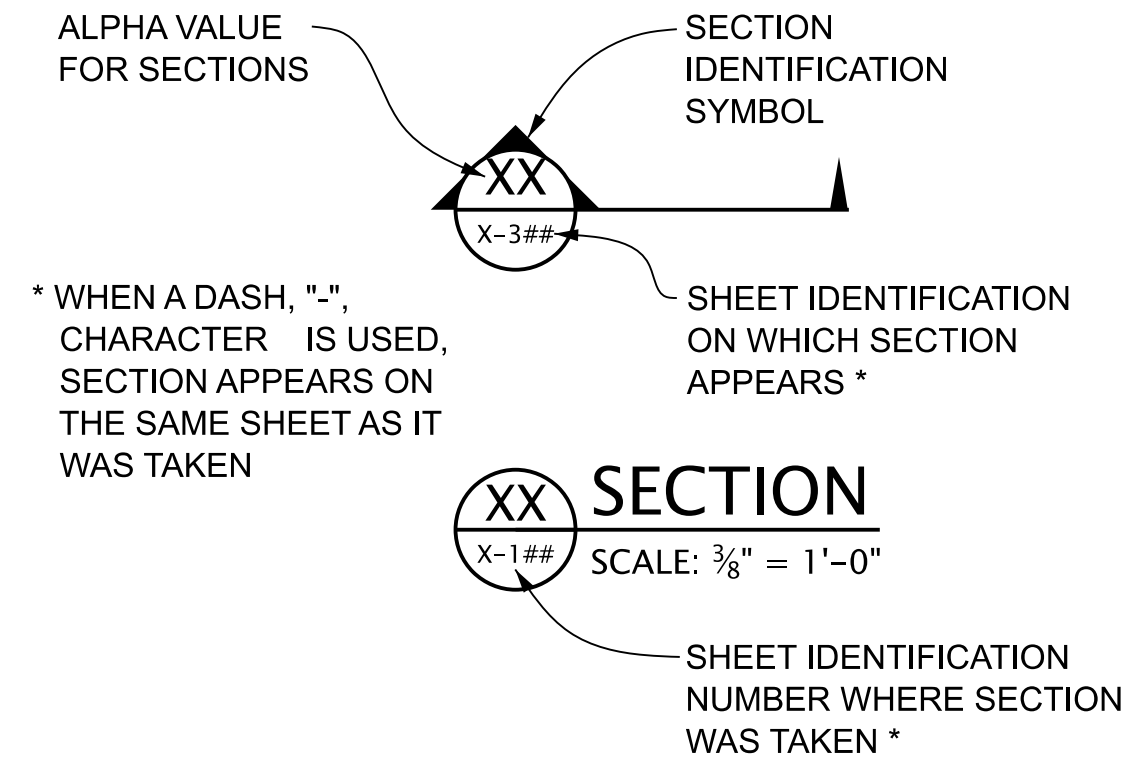 ALPHA VALUE
FOR SECTIONS
SECTION
IDENTIFICATION
SYMBOL
XX
X-3##
* WHEN A DASH, "-",
CHARACTER IS USED,
SECTION APPEARS ON
THE SAME SHEET AS IT
WAS TAKEN
SHEET IDENTIFICATION
ON WHICH SECTION
APPEARS *
XX
X-1##
SECTION
SCALE: ⅜" = 1'-0"
SHEET IDENTIFICATION
NUMBER WHERE SECTION
WAS TAKEN *